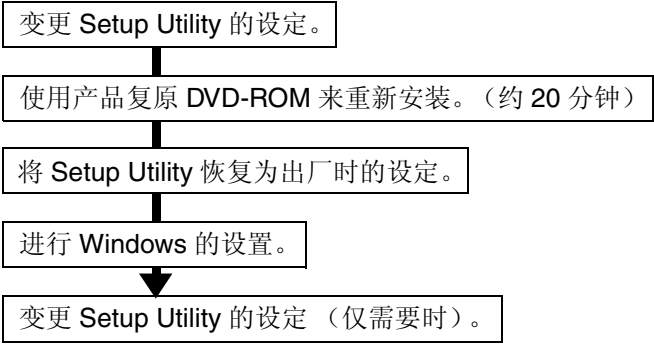 变更 Setup Utility 的设定。
使用产品复原 DVD-ROM 来重新安装。（约 20 分钟）
将 Setup Utility 恢复为出厂时的设定。
进行 Windows 的设置。
变更 Setup Utility 的设定 （仅需要时）。